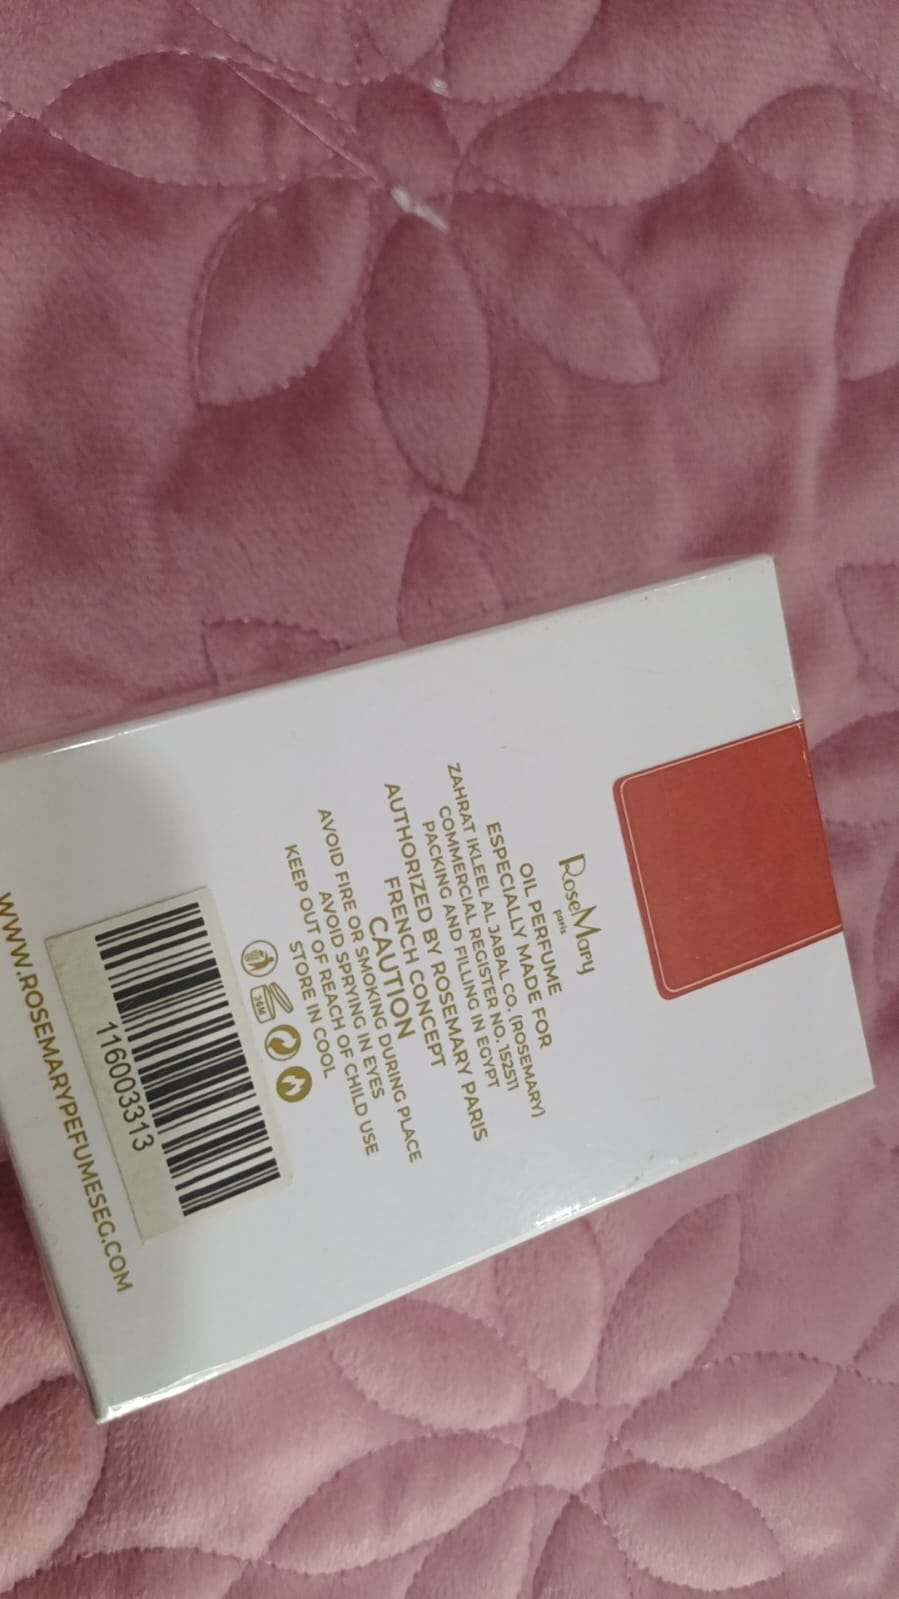 RoseMary
paris
OIL PERFUME
ESPECIALLY MADE FOR
ZAHRAT IKLEEL AL JABAL CO. (ROSEMARY)
COMMERCIAL REGISTER NO. 152511
PACKING AND FILLING IN EGYPT
AUTHORIZED BY ROSEMARY PARIS
FRENCH CONCEPT
CAUTION
AVOID FIRE OR SMOKING DURING PLACE
AVOID SPRYING IN EYES
KEEP OUT OF REACH OF CHILD USE
STORE IN COOL
36M
116003313
WWW.ROSEMARYPEFUMESEG.COM